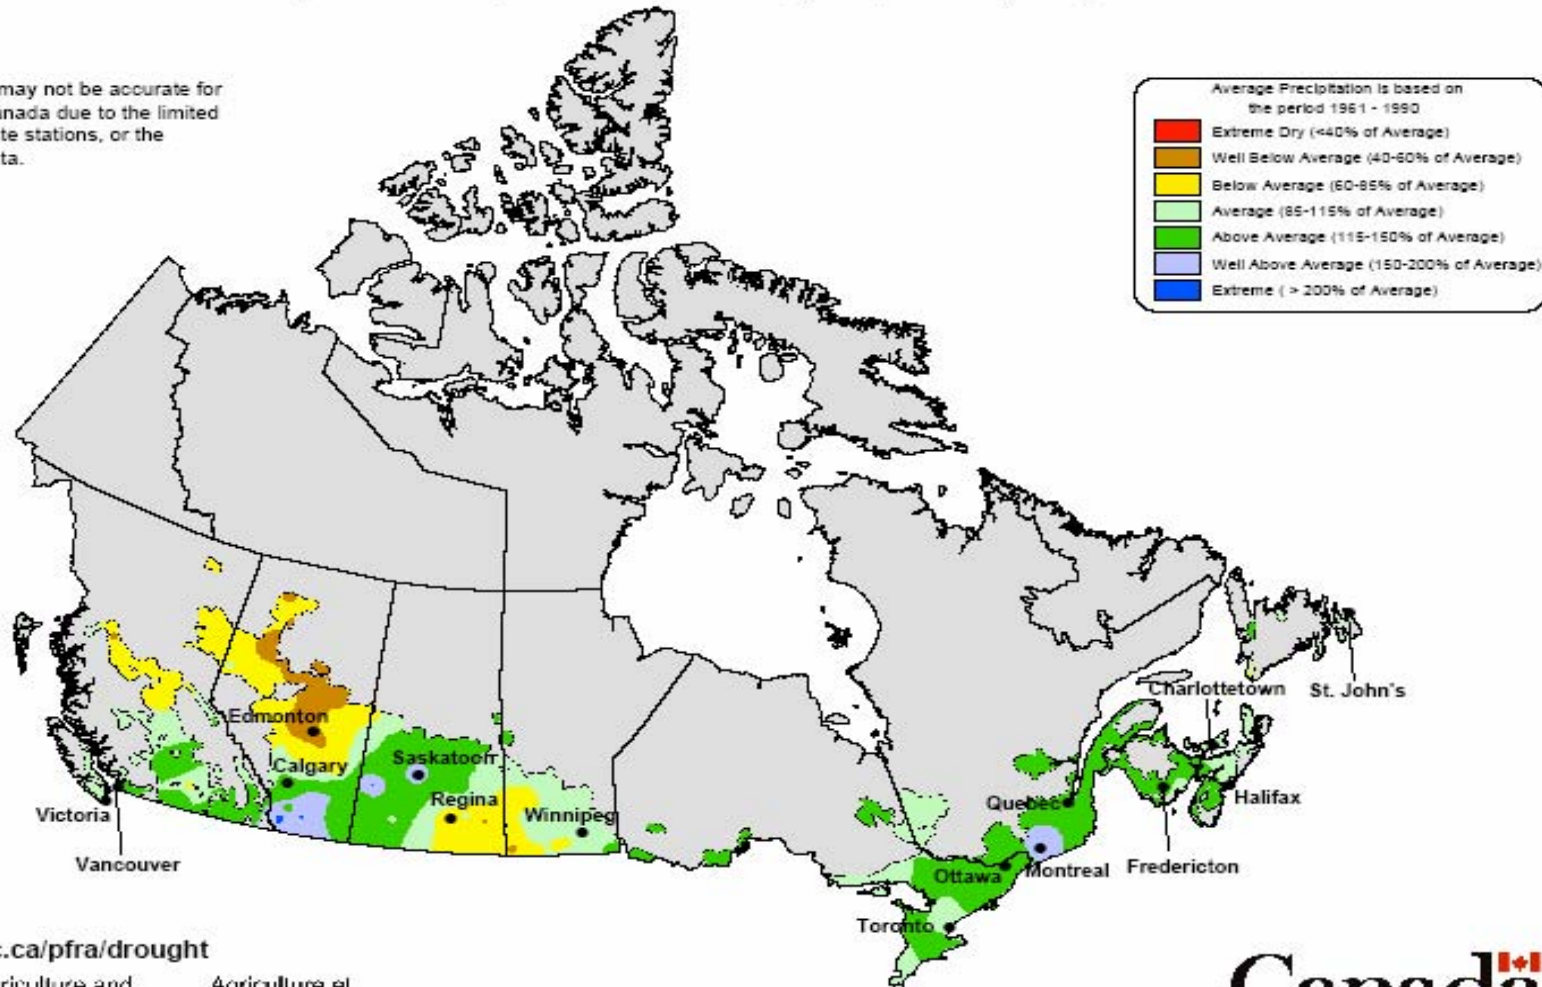 may not be accurate for
anada due to the limited
te stations, or the
ta.
Average Precipitation is based on
the period 1961 - 1990
Extreme Dry (<40% of Average)
Well Below Average (40-60% of Average)
Below Average (60-85% of Average)
Average (85-115% of Average)
Above Average (115-150% of Average)
Well Above Average (150-200% of Average)
Extreme ( > 200% of Average)
Charlottetown
St. John's
Edmonton
Calgary
Saskatoon
Regina
Winnipeg
Victoria
Vancouver
Quebec
Halifax
Ottawa
Montreal
Fredericton
Toronto
c.ca/pfra/drought
riculture and
Agriculture et
Canada